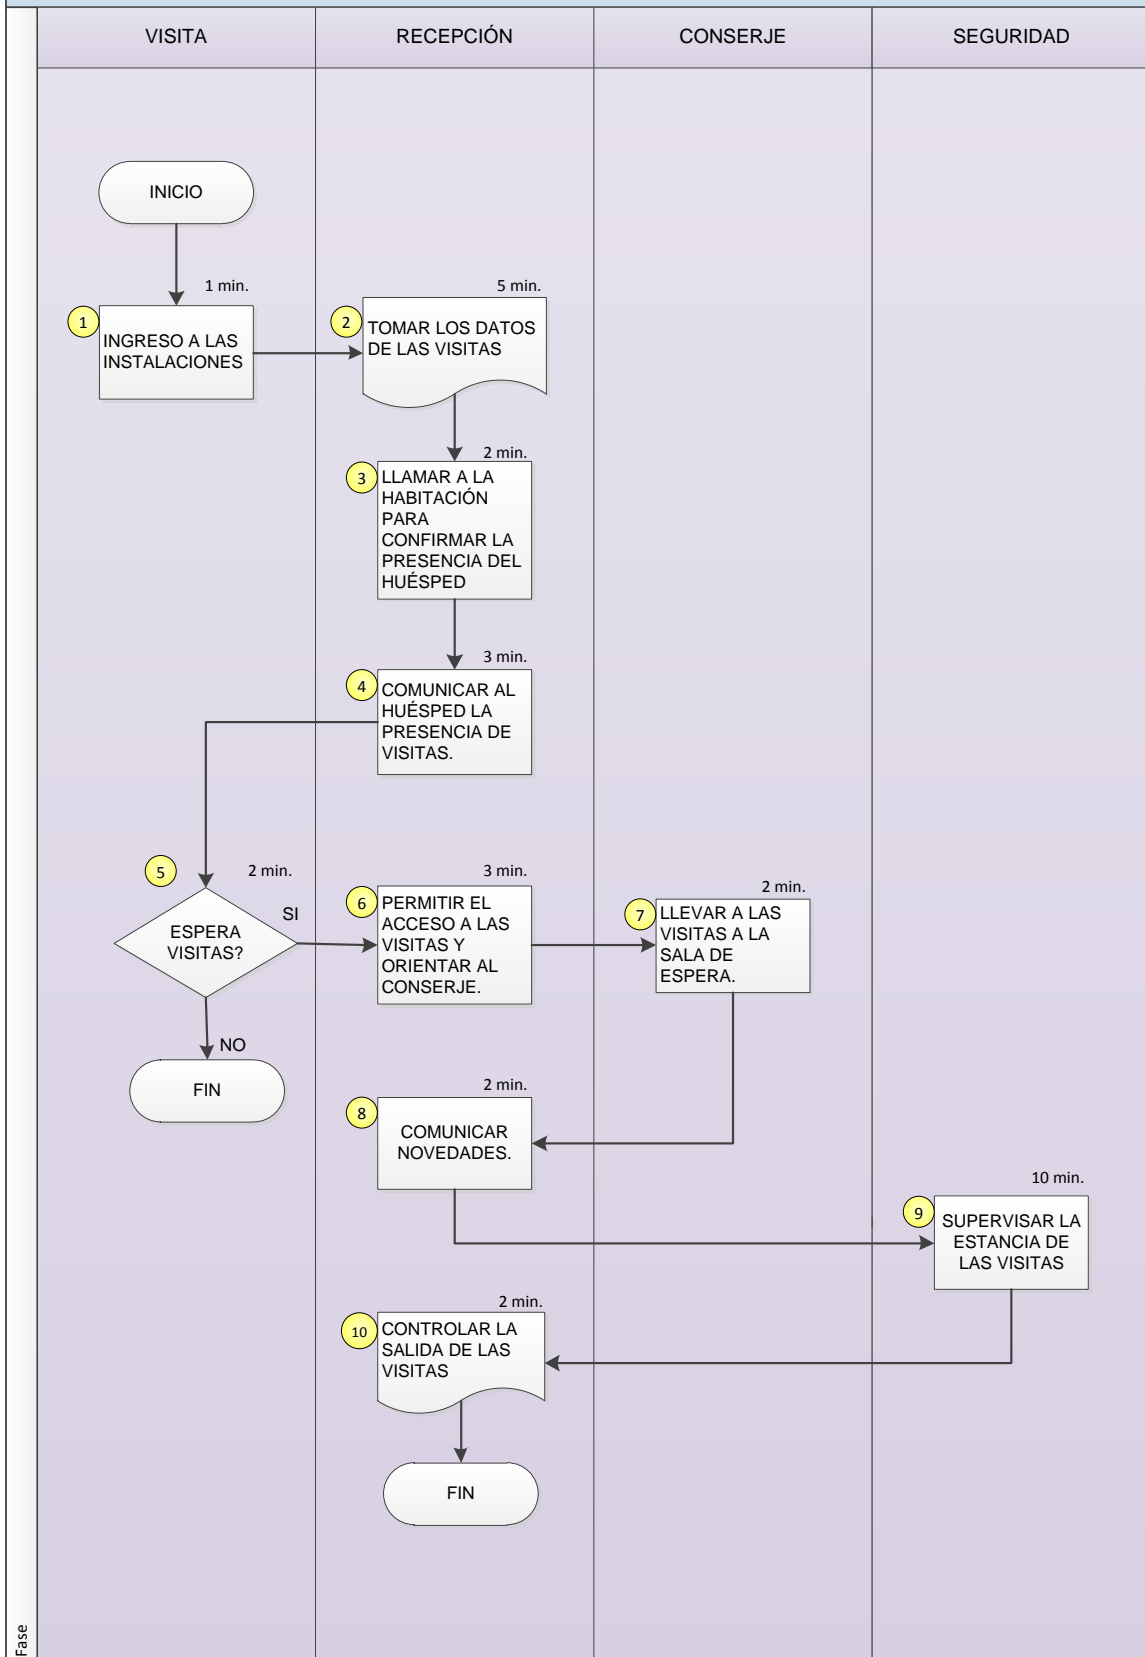 VISITA
RECEPCIÓN
CONSERJE
SEGURIDAD
INICIO
1 min.
1
INGRESO A LAS
INSTALACIONES
5 min.
2
TOMAR LOS DATOS
DE LAS VISITAS
2 min.
3
LLAMAR A LA
HABITACIÓN
PARA
CONFIRMAR LA
PRESENCIA DEL
HUÉSPED
3 min.
4
COMUNICAR AL
HUÉSPED LA
PRESENCIA DE
VISITAS.
5
2 min.
ESPERA
VISITAS?
SI
NO
FIN
3 min.
6
PERMITIR EL
ACCESO A LAS
VISITAS Y
ORIENTAR AL
CONSERJE.
2 min.
7
LLEVAR A LAS
VISITAS A LA
SALA DE
ESPERA.
2 min.
8
COMUNICAR
NOVEDADES.
10 min.
9
SUPERVISAR LA
ESTANCIA DE
LAS VISITAS
2 min.
10
CONTROLAR LA
SALIDA DE LAS
VISITAS
FIN
Fase